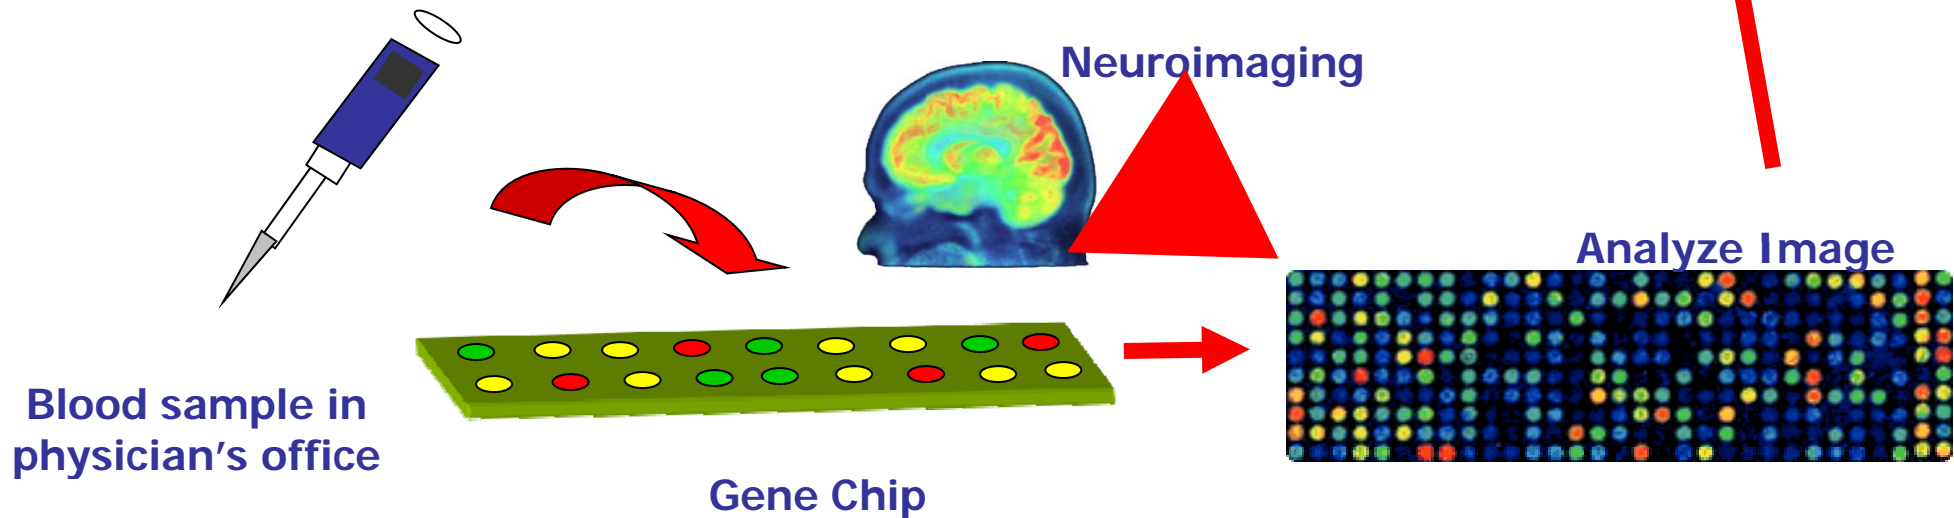 Neuroimaging
Analyze Image
Blood sample in
physician's office
Gene Chip